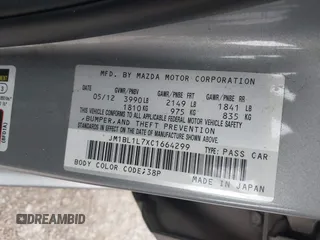 MFD. BY MAZDA MOTOR CORPORATION
GVWR/PNBV GAWR/PNBE FRT GAWR/PNBE RR
05/12 3990LB 2149 LB 1841 LB
1810KG 975 KG 835 KG
THIS VEHICLE CONFORMS TO ALL APPLICABLE FEDERAL MOTOR VEHICLE SAFETY
, BUMPER, AND THEFT PREVENTION
STANDARDS IN EFFECT ON THE DATE OF MANUFACTURE SHOWN ABOVE.
JM1BL1L7XC1664299 TYPE: PASS CAR
BODY COLOR CODE;38P
MADE IN JAPAN
DREAMBID